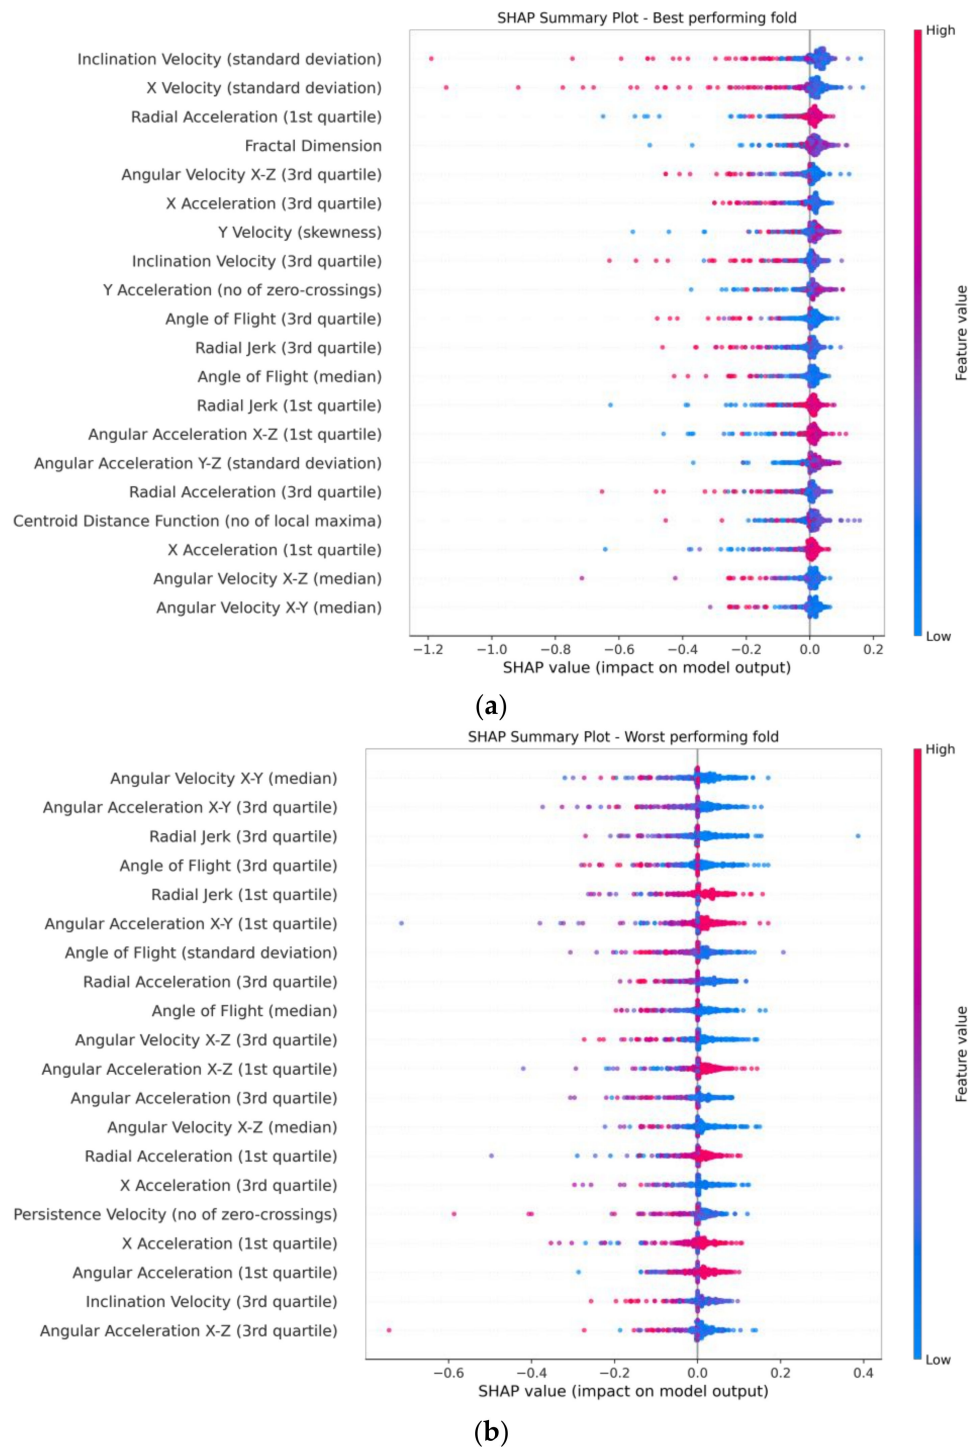 SHAP Summary Plot - Best performing fold
High
Inclination Velocity (standard deviation)
X Velocity (standard deviation)
Radial Acceleration (1st quartile)
Fractal Dimension
Angular Velocity X-Z (3rd quartile)
X Acceleration (3rd quartile)
Y Velocity (skewness)
Inclination Velocity (3rd quartile)
Y Acceleration (no of zero-crossings)
Angle of Flight (3rd quartile)
Radial Jerk (3rd quartile)
Angle of Flight (median)
Radial Jerk (1st quartile)
Angular Acceleration X-Z (1st quartile)
Angular Acceleration Y-Z (standard deviation)
Radial Acceleration (3rd quartile)
Centroid Distance Function (no of local maxima)
X Acceleration (1st quartile)
Angular Velocity X-Z (median)
Angular Velocity X-Y (median)
Feature value
Low
−1.2 −1.0 −0.8 −0.6 −0.4 −0.2 0.0 0.2
SHAP value (impact on model output)
(a)
SHAP Summary Plot - Worst performing fold
High
Angular Velocity X-Y (median)
Angular Acceleration X-Y (3rd quartile)
Radial Jerk (3rd quartile)
Angle of Flight (3rd quartile)
Radial Jerk (1st quartile)
Angular Acceleration X-Y (1st quartile)
Angle of Flight (standard deviation)
Radial Acceleration (3rd quartile)
Angle of Flight (median)
Angular Velocity X-Z (3rd quartile)
Angular Acceleration X-Z (1st quartile)
Angular Acceleration (3rd quartile)
Angular Velocity X-Z (median)
Radial Acceleration (1st quartile)
X Acceleration (3rd quartile)
Persistence Velocity (no of zero-crossings)
X Acceleration (1st quartile)
Angular Acceleration (1st quartile)
Inclination Velocity (3rd quartile)
Angular Acceleration X-Z (3rd quartile)
Feature value
Low
−0.6 −0.4 −0.2 0.0 0.2 0.4
SHAP value (impact on model output)
(b)